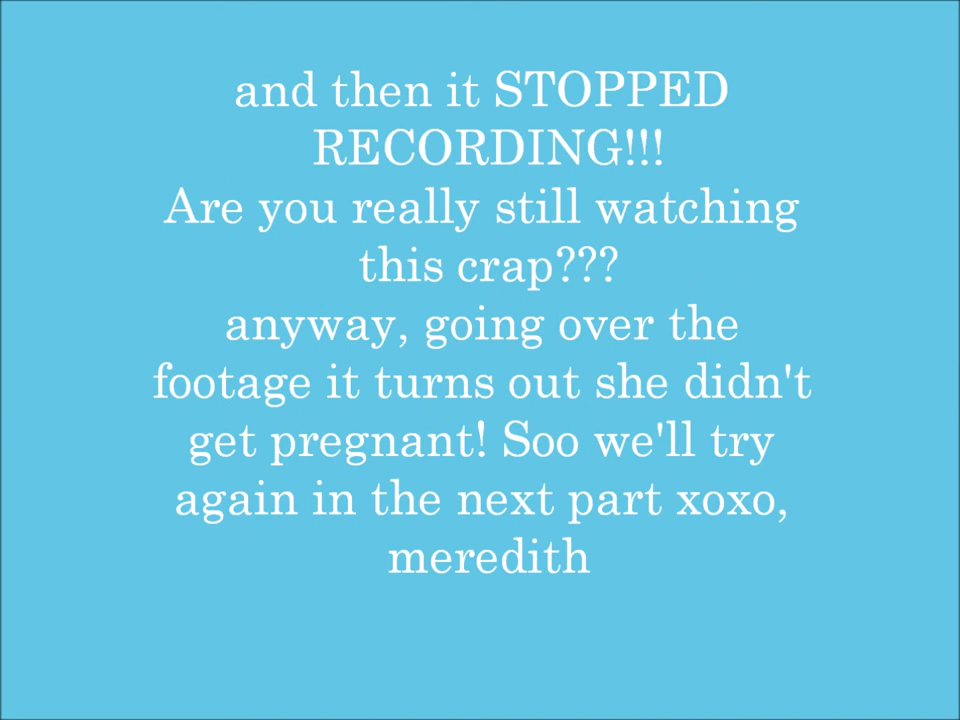 and then it STOPPED
RECORDING!!!
Are you really still watching
this crap???
anyway, going over the
footage it turns out she didn't
get pregnant! Soo we'll try
again in the next part xoxo,
meredith